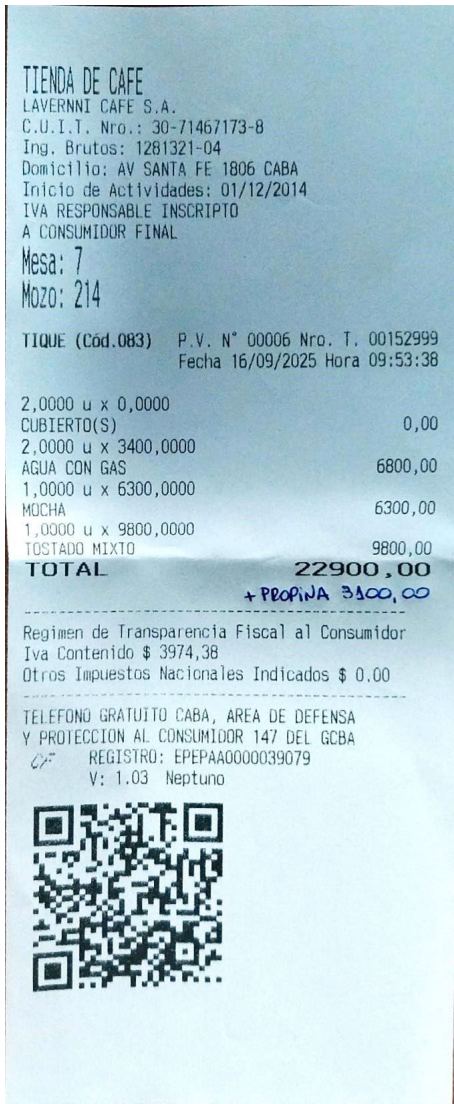 TIENDA DE CAFE
LAVERNNI CAFE S.A.
C.U.I.T. Nro.: 30-71467173-8
Ing. Brutos: 1281321-04
Domicilio: AV SANTA FE 1806 CABA
Inicio de Actividades: 01/12/2014
IVA RESPONSABLE INSCRIPTO
A CONSUMIDOR FINAL
Mesa: 7
Mozo: 214
TIQUE (Cód.083) P.V. N° 00006 Nro. T. 00152999
Fecha 16/09/2025 Hora 09:53:38
2,0000 u x 0,0000
CUBIERTO(S) 0,00
2,0000 u x 3400,0000
AGUA CON GAS 6800,00
1,0000 u x 6300,0000
MOCHA 6300,00
1,0000 u x 9800,0000
TOSTADO MIXTO 9800,00
TOTAL 22900,00
+ PROPINA 3100,00
Regimen de Transparencia Fiscal al Consumidor
Iva Contenido $ 3974,38
Otros Impuestos Nacionales Indicados $ 0.00
TELEFONO GRATUITO CABA, AREA DE DEFENSA
Y PROTECCION AL CONSUMIDOR 147 DEL GCBA
CF REGISTRO: EPEPAA0000039079
V: 1.03 Neptuno